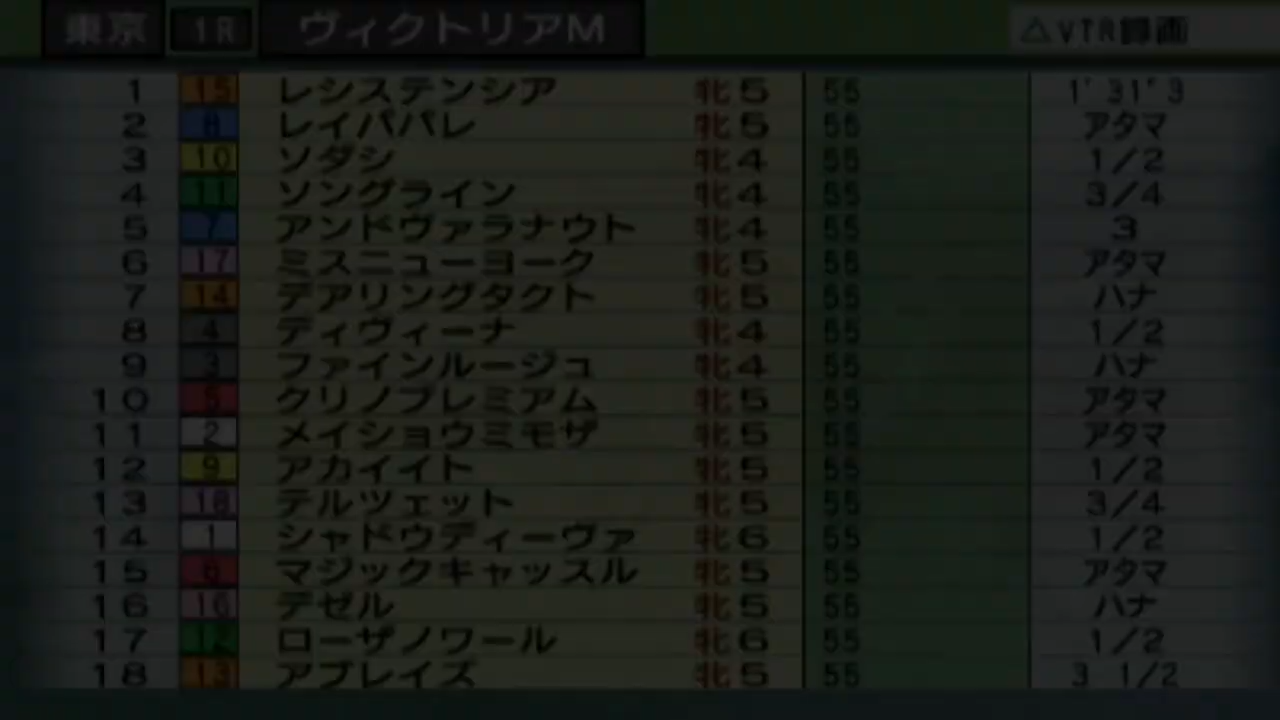 東京 1R ヴィクトリアM △VTR録画
1 15 レシステンシア 牝5 55 1'31"3
2 8 レイパパレ 牝5 55 アタマ
3 10 ソダシ 牝4 55 1/2
4 11 ソングライン 牝4 55 3/4
5 7 アンドヴァラナウト 牝4 55 3
6 17 ミスニューヨーク 牝5 55 アタマ
7 14 デアリングタクト 牝5 55 ハナ
8 4 ディヴィーナ 牝4 55 1/2
9 3 ファインルージュ 牝4 55 ハナ
10 5 クリノプレミアム 牝5 55 アタマ
11 2 メイショウミモザ 牝5 55 アタマ
12 9 アカイイト 牝5 55 1/2
13 18 テルツェット 牝5 55 3/4
14 1 シャドウディーヴァ 牝6 55 1/2
15 6 マジックキャッスル 牝5 55 アタマ
16 16 デゼル 牝5 55 ハナ
17 12 ローザノワール 牝6 55 1/2
18 13 アブレイズ 牝5 55 3 1/2